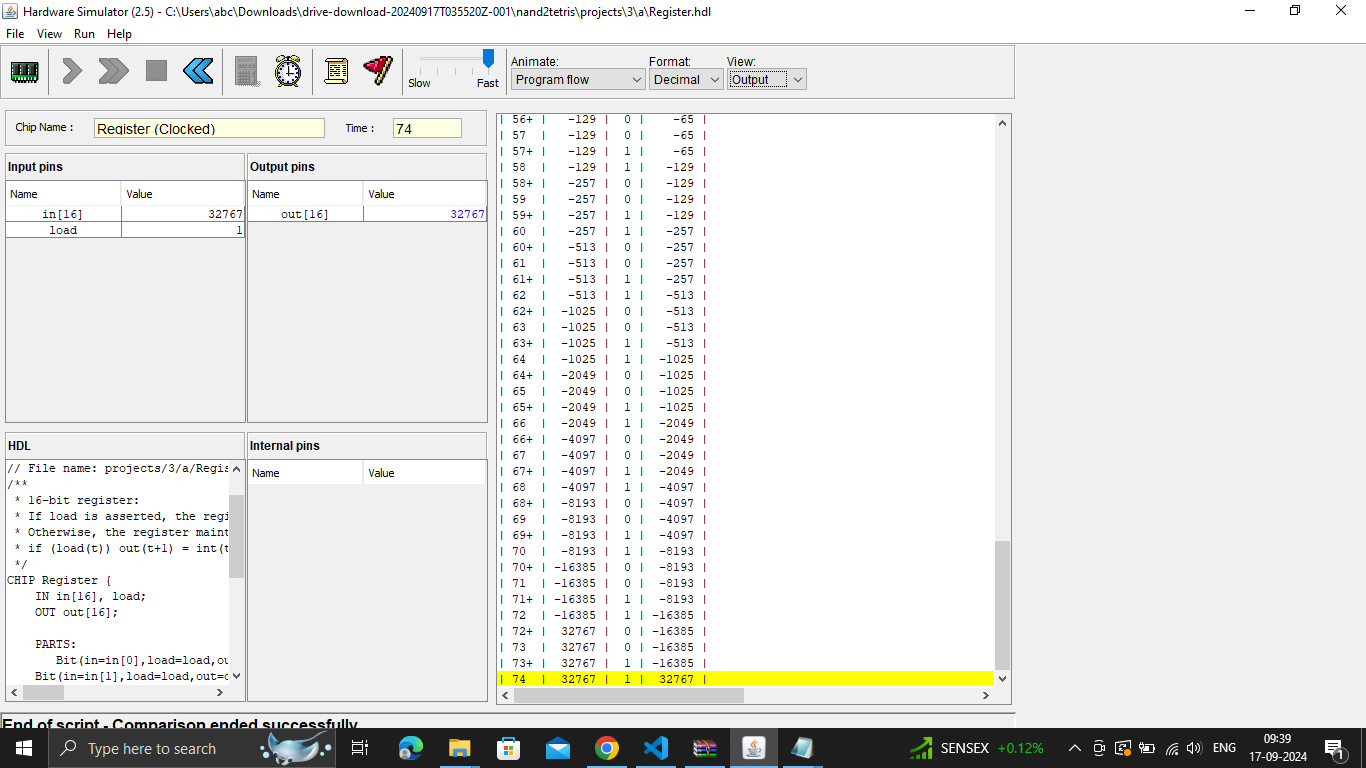 Hardware Simulator (2.5) - C:\Users\abc\Downloads\drive-download-20240917T035520Z-001\nand2tetris\projects\3\a\Register.hdl
File View Run Help
Slow Fast
Animate: Format: View:
Program flow Decimal Output
Chip Name : Register (Clocked) Time : 74
Input pins
Name Value
in[16] 32767
load 1
Output pins
Name Value
out[16] 32767
HDL
// File name: projects/3/a/Regis
/**
* 16-bit register:
* If load is asserted, the regi
* Otherwise, the register maint
* if (load(t)) out(t+1) = int(t
*/
CHIP Register {
IN in[16], load;
OUT out[16];
PARTS:
Bit(in=in[0],load=load,ou
Bit(in=in[1],load=load,out=o
Internal pins
Name Value
| 56+ | -129 | 0 | -65 |
| 57 | -129 | 0 | -65 |
| 57+ | -129 | 1 | -65 |
| 58 | -129 | 1 | -129 |
| 58+ | -257 | 0 | -129 |
| 59 | -257 | 0 | -129 |
| 59+ | -257 | 1 | -129 |
| 60 | -257 | 1 | -257 |
| 60+ | -513 | 0 | -257 |
| 61 | -513 | 0 | -257 |
| 61+ | -513 | 1 | -257 |
| 62 | -513 | 1 | -513 |
| 62+ | -1025 | 0 | -513 |
| 63 | -1025 | 0 | -513 |
| 63+ | -1025 | 1 | -513 |
| 64 | -1025 | 1 | -1025 |
| 64+ | -2049 | 0 | -1025 |
| 65 | -2049 | 0 | -1025 |
| 65+ | -2049 | 1 | -1025 |
| 66 | -2049 | 1 | -2049 |
| 66+ | -4097 | 0 | -2049 |
| 67 | -4097 | 0 | -2049 |
| 67+ | -4097 | 1 | -2049 |
| 68 | -4097 | 1 | -4097 |
| 68+ | -8193 | 0 | -4097 |
| 69 | -8193 | 0 | -4097 |
| 69+ | -8193 | 1 | -4097 |
| 70 | -8193 | 1 | -8193 |
| 70+ | -16385 | 0 | -8193 |
| 71 | -16385 | 0 | -8193 |
| 71+ | -16385 | 1 | -8193 |
| 72 | -16385 | 1 | -16385 |
| 72+ | 32767 | 0 | -16385 |
| 73 | 32767 | 0 | -16385 |
| 73+ | 32767 | 1 | -16385 |
| 74 | 32767 | 1 | 32767 |
End of script - Comparison ended successfully
Type here to search
SENSEX +0.12%
ENG
09:39
17-09-2024
1